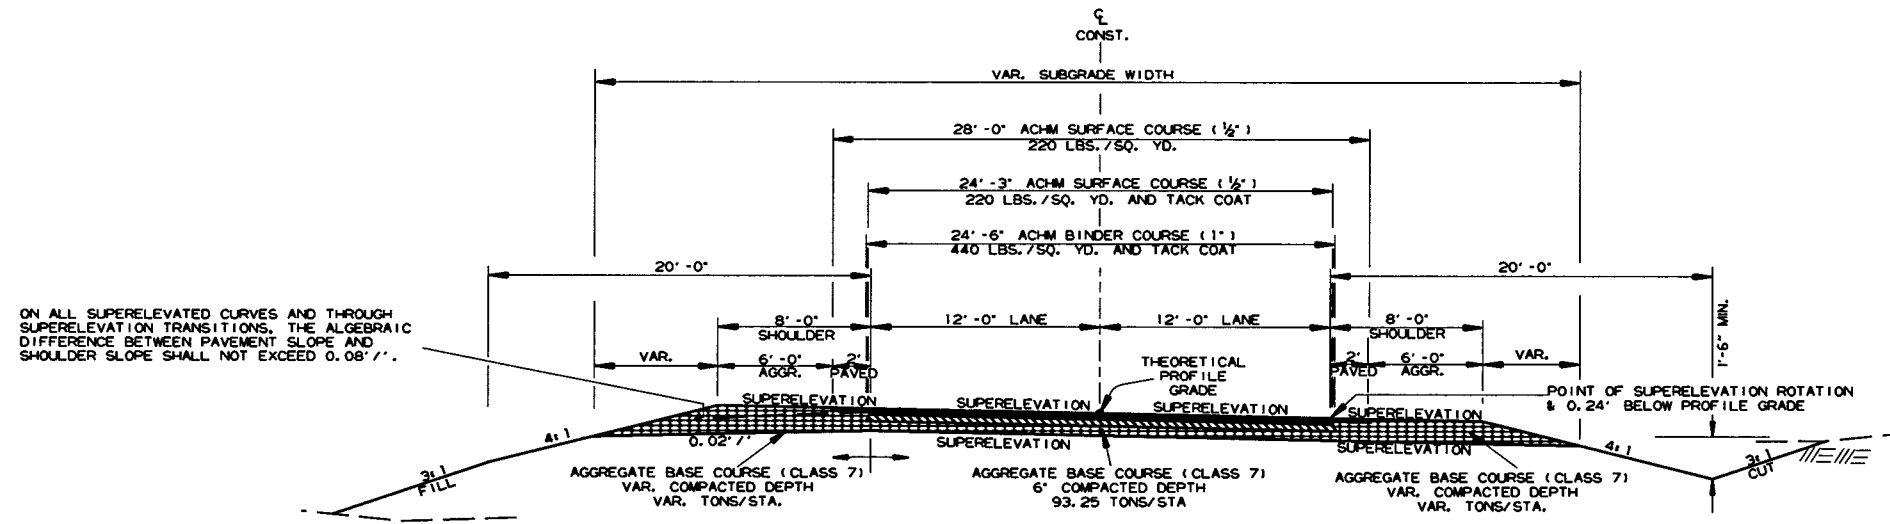 ℄
CONST.
VAR. SUBGRADE WIDTH
28'-0" ACHM SURFACE COURSE (½")
220 LBS./SQ. YD.
24'-3" ACHM SURFACE COURSE (½")
220 LBS./SQ. YD. AND TACK COAT
24'-6" ACHM BINDER COURSE (1")
440 LBS./SQ. YD. AND TACK COAT
20'-0"
20'-0"
ON ALL SUPERELEVATED CURVES AND THROUGH
SUPERELEVATION TRANSITIONS, THE ALGEBRAIC
DIFFERENCE BETWEEN PAVEMENT SLOPE AND
SHOULDER SLOPE SHALL NOT EXCEED 0.08'/'.
8'-0"
SHOULDER
12'-0" LANE
12'-0" LANE
8'-0"
SHOULDER
1'-6" MIN.
VAR.
6'-0"
AGGR.
2'
PAVED
THEORETICAL
PROFILE
GRADE
2'
PAVED
6'-0"
AGGR.
VAR.
POINT OF SUPERELEVATION ROTATION
& 0.24' BELOW PROFILE GRADE
SUPERELEVATION
SUPERELEVATION
SUPERELEVATION
SUPERELEVATION
0.02'/'
SUPERELEVATION
SUPERELEVATION
4:1
3:1
FILL
4:1
3:1
CUT
AGGREGATE BASE COURSE (CLASS 7)
VAR. COMPACTED DEPTH
VAR. TONS/STA.
AGGREGATE BASE COURSE (CLASS 7)
6" COMPACTED DEPTH
93.25 TONS/STA
AGGREGATE BASE COURSE (CLASS 7)
VAR. COMPACTED DEPTH
VAR. TONS/STA.